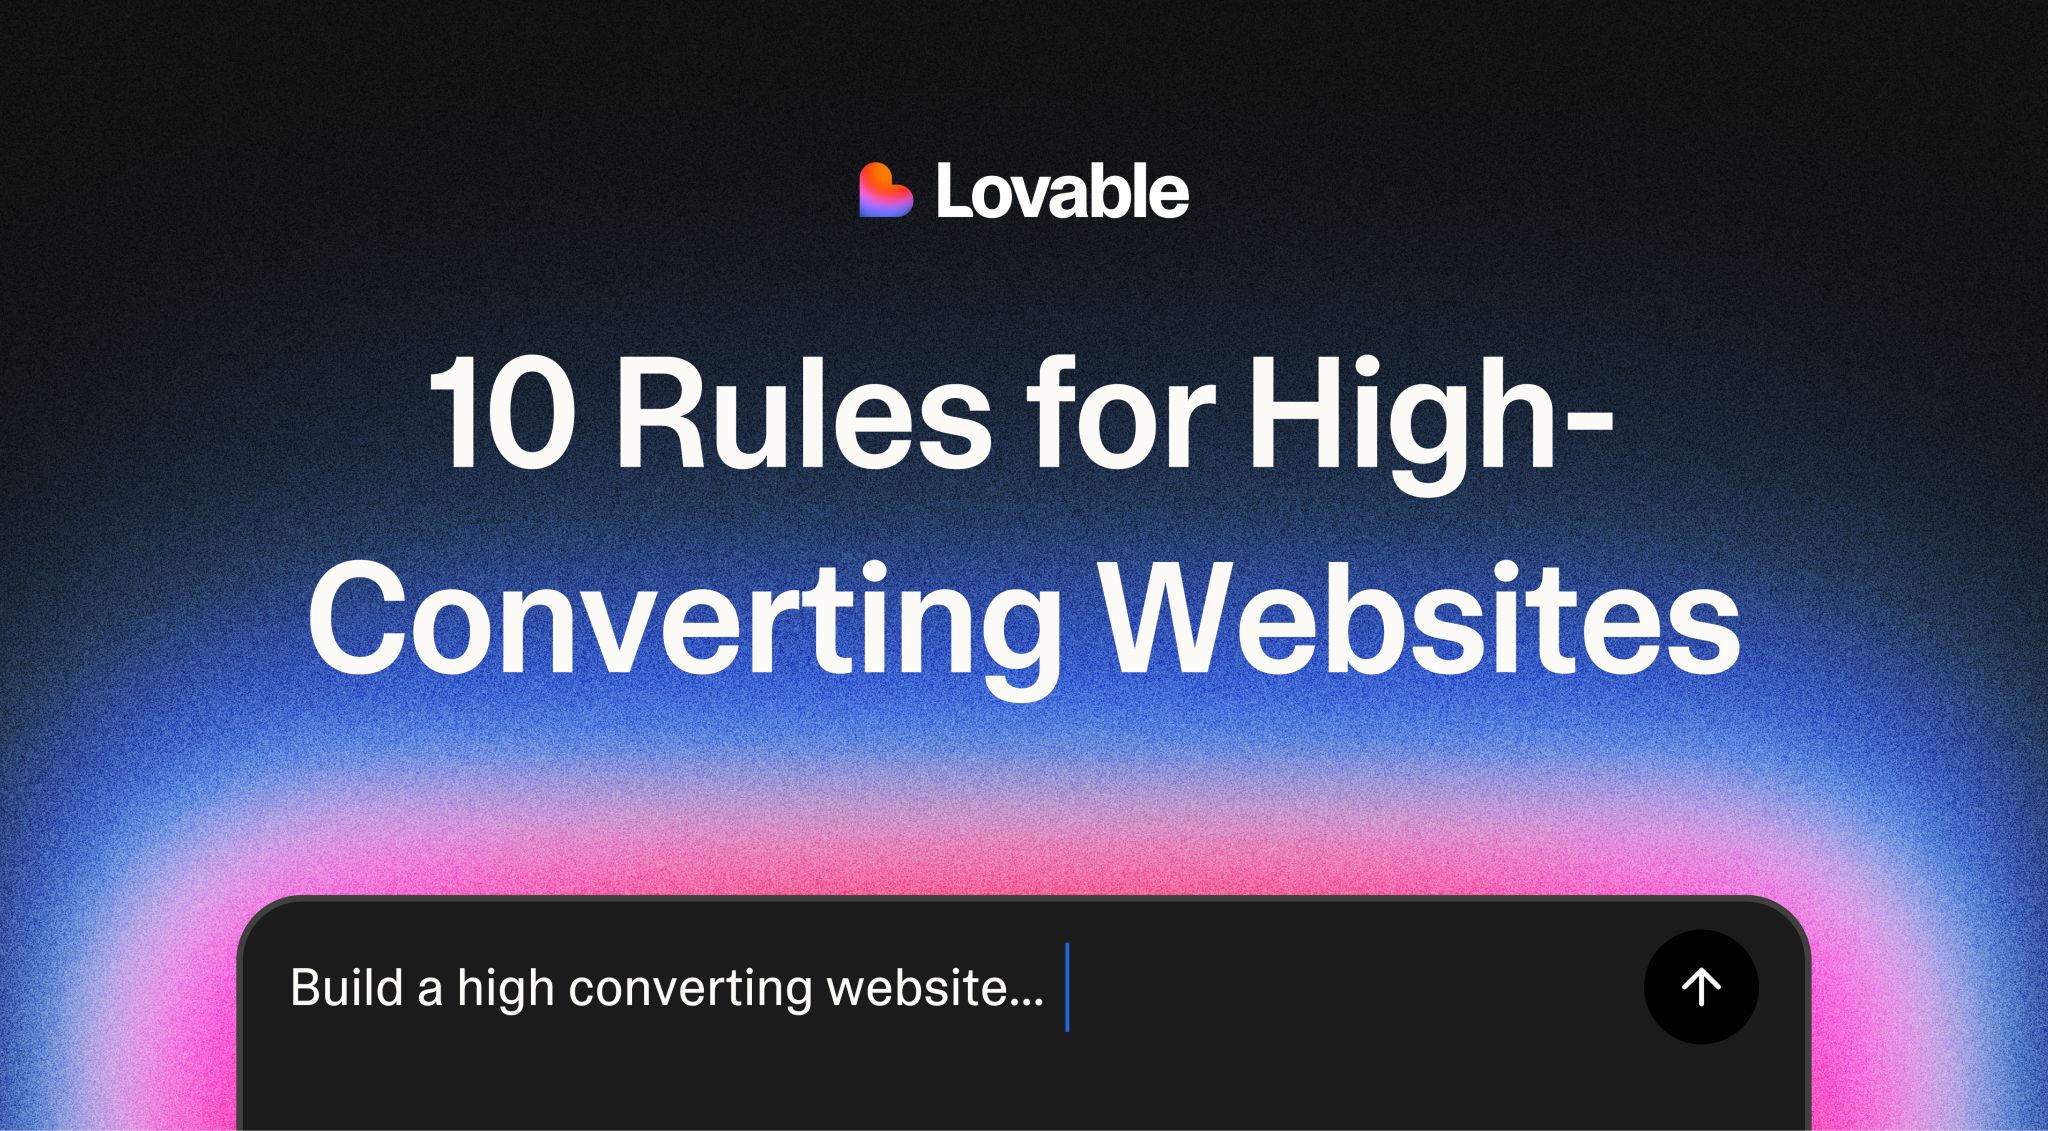 Lovable
10 Rules for High-
Converting Websites
Build a high converting website...